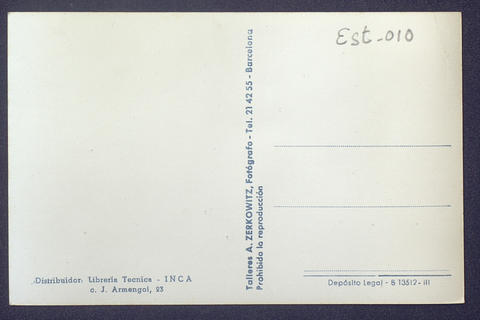 Est-010
Talleres A. ZERKOWITZ, Fotógrafo - Tel. 21 42 55 - Barcelona
Prohibida la reproducción
Distribuidor: Librería Tecnica - INCA
c. J. Armengol, 23
Depósito Legal - B 13512-III